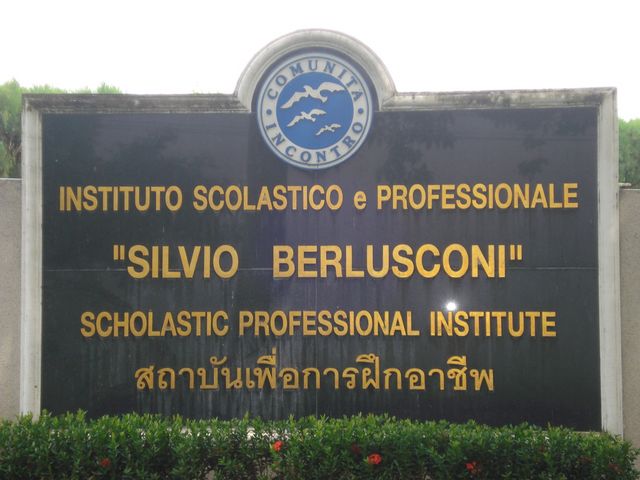 COMUNITÀ
INCONTRO
INSTITUTO SCOLASTICO e PROFESSIONALE
"SILVIO BERLUSCONI"
SCHOLASTIC PROFESSIONAL INSTITUTE
สถาบันเพื่อการฝึกอาชีพ